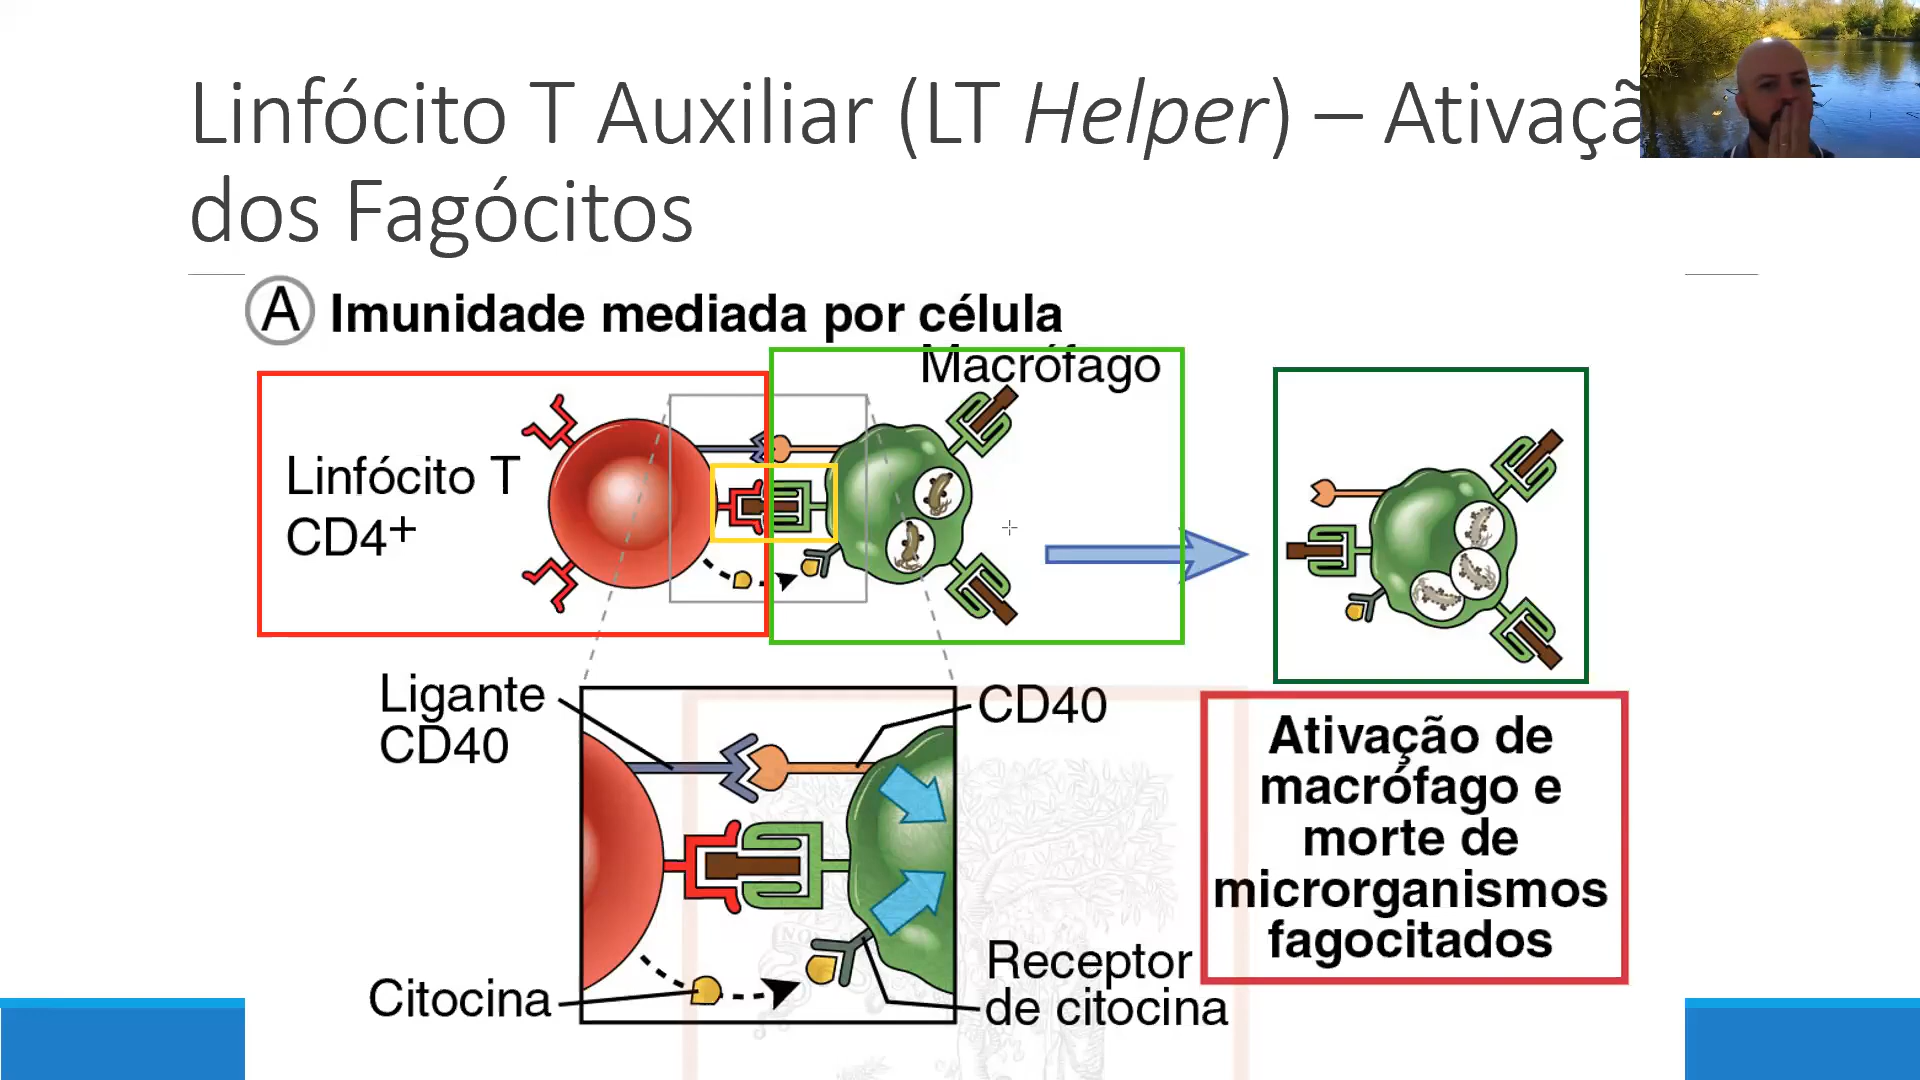 Linfócito T Auxiliar (LT Helper) – Ativaçã
dos Fagócitos
A Imunidade mediada por célula
Macrófago
Linfócito T
CD4+
Ligante
CD40
CD40
Citocina
Receptor
de citocina
Ativação de
macrófago e
morte de
microrganismos
fagocitados